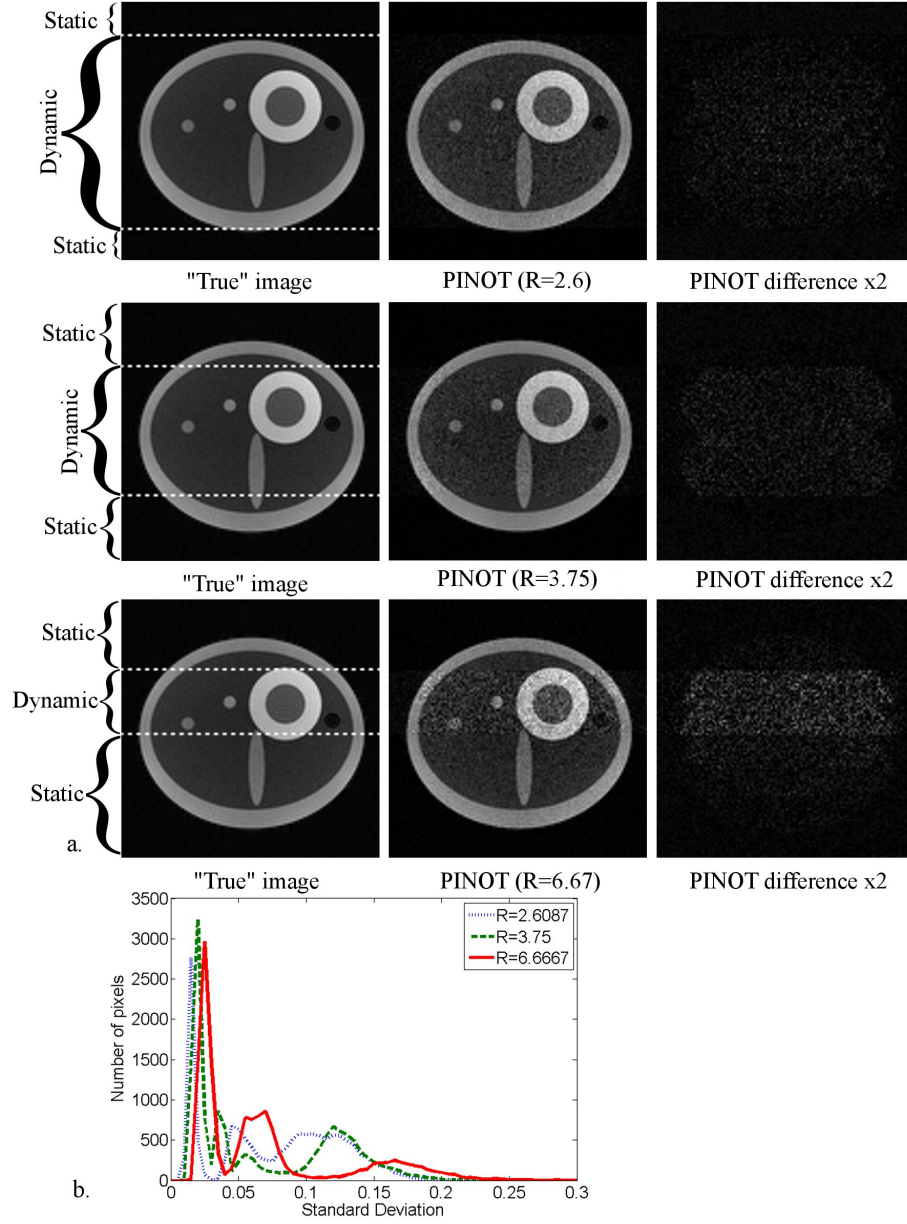 Static
Dynamic
Static
"True" image
PINOT (R=2.6)
PINOT difference x2
Static
Dynamic
Static
"True" image
PINOT (R=3.75)
PINOT difference x2
Static
Dynamic
Static
a.
"True" image
PINOT (R=6.67)
PINOT difference x2
3500
3000
2500
2000
1500
1000
500
0
Number of pixels
R=2.6087
R=3.75
R=6.6667
0
0.05
0.1
0.15
0.2
0.25
0.3
Standard Deviation
b.